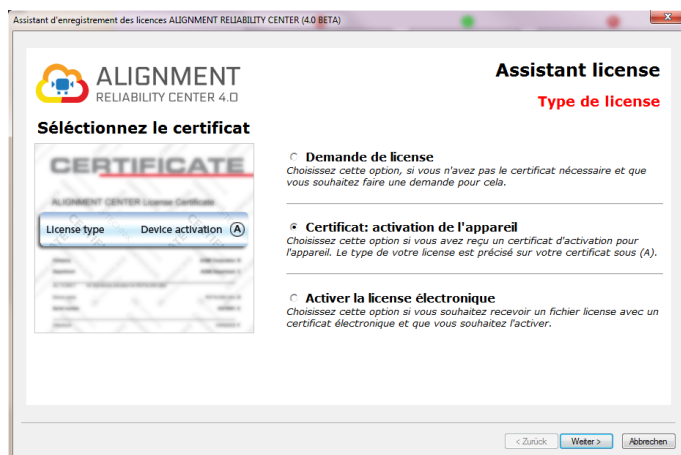 Assistant d'enregistrement des licences ALIGNMENT RELIABILITY CENTER (4.0 BETA)
ALIGNMENT
RELIABILITY CENTER 4.0
Assistant license
Type de license
Séléctionnez le certificat
CERTIFICATE
ALIGNMENT CENTER License Certificate
License type Device activation (A)
Demande de license
Choisissez cette option, si vous n'avez pas le certificat nécessaire et que
vous souhaitez faire une demande pour cela.
Certificat: activation de l'appareil
Choisissez cette option si vous avez reçu un certificat d'activation pour
l'appareil. Le type de votre license est précisé sur votre certificat sous (A).
Activer la license électronique
Choisissez cette option si vous souhaitez recevoir un fichier license avec un
certificat électronique et que vous souhaitez l'activer.
< Zurück
Weiter >
Abbrechen